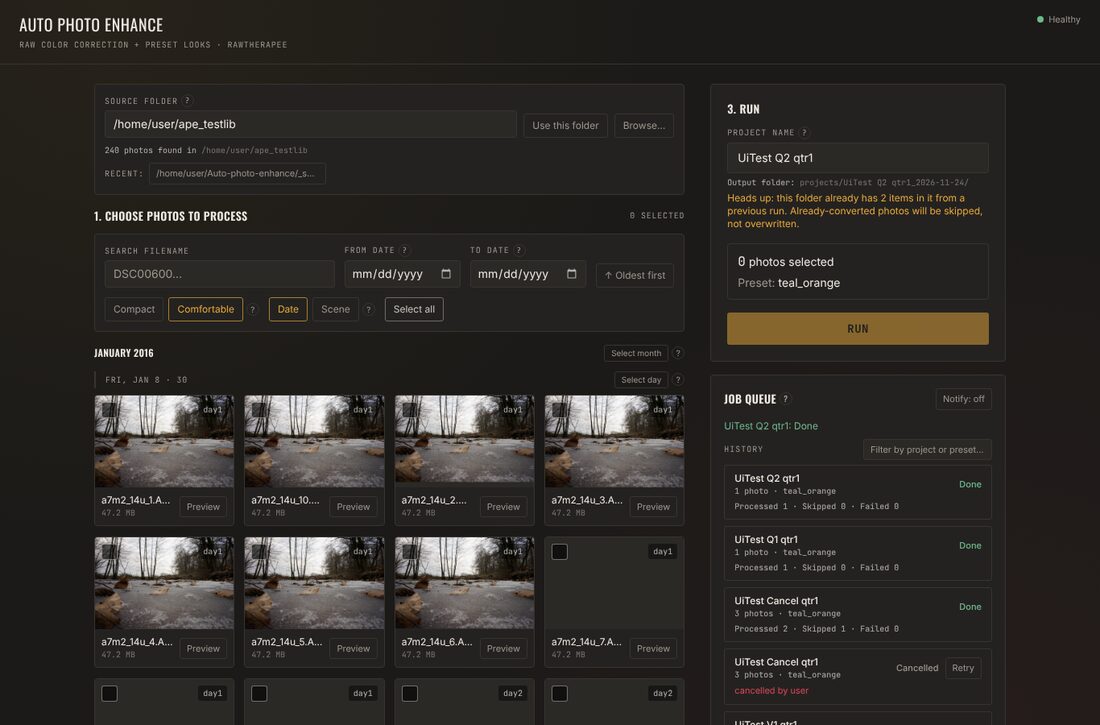 AUTO PHOTO ENHANCE
RAW COLOR CORRECTION + PRESET LOOKS · RAWTHERAPEE
Healthy
SOURCE FOLDER ?
/home/user/ape_testlib
Use this folder
Browse...
240 photos found in /home/user/ape_testlib
RECENT: /home/user/Auto-photo-enhance/_s...
1. CHOOSE PHOTOS TO PROCESS
0 SELECTED
SEARCH FILENAME
FROM DATE ?
TO DATE ?
DSC00600...
mm/dd/yyyy
mm/dd/yyyy
↑ Oldest first
Compact
Comfortable
?
Date
Scene
?
Select all
JANUARY 2016
Select month ?
FRI, JAN 8 · 30
Select day ?
day1
day1
day1
day1
a7m2_14u_1.A...
47.2 MB
Preview
a7m2_14u_10....
47.2 MB
Preview
a7m2_14u_2....
47.2 MB
Preview
a7m2_14u_3.A...
47.2 MB
Preview
day1
day1
day1
day1
a7m2_14u_4.A...
47.2 MB
Preview
a7m2_14u_5.A...
47.2 MB
Preview
a7m2_14u_6.A...
47.2 MB
Preview
a7m2_14u_7.A...
47.2 MB
Preview
day1
day1
day2
day2
3. RUN
PROJECT NAME ?
UiTest Q2 qtr1
Output folder: projects/UiTest Q2 qtr1_2026-11-24/
Heads up: this folder already has 2 items in it from a
previous run. Already-converted photos will be skipped,
not overwritten.
0 photos selected
Preset: teal_orange
RUN
JOB QUEUE ?
Notify: off
UiTest Q2 qtr1: Done
HISTORY
Filter by project or preset...
UiTest Q2 qtr1
1 photo · teal_orange
Done
Processed 1 · Skipped 0 · Failed 0
UiTest Q1 qtr1
1 photo · teal_orange
Done
Processed 1 · Skipped 0 · Failed 0
UiTest Cancel qtr1
3 photos · teal_orange
Done
Processed 2 · Skipped 1 · Failed 0
UiTest Cancel qtr1
3 photos · teal_orange
Cancelled
Retry
cancelled by user
UiTest V1 qtr1